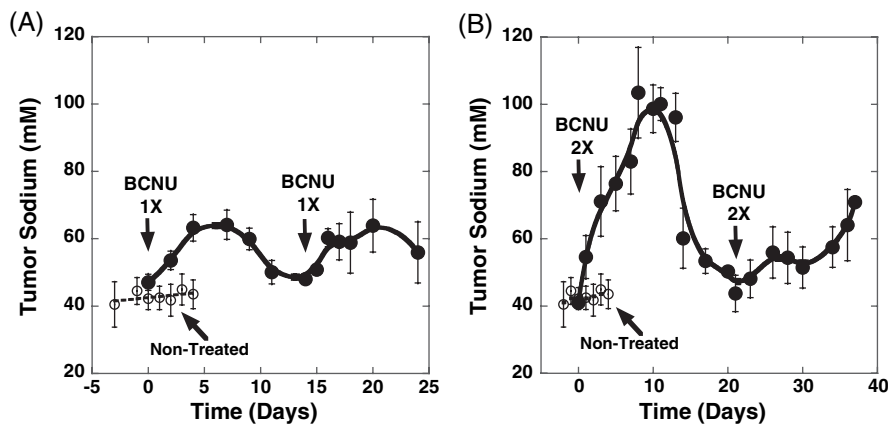 (A)
120
100
80
60
40
20
Tumor Sodium (mM)
BCNU
1X
BCNU
1X
Non-Treated
-5
0
5
10
15
20
25
Time (Days)
(B)
120
100
80
60
40
20
Tumor Sodium (mM)
BCNU
2X
BCNU
2X
Non-Treated
0
10
20
30
40
Time (Days)